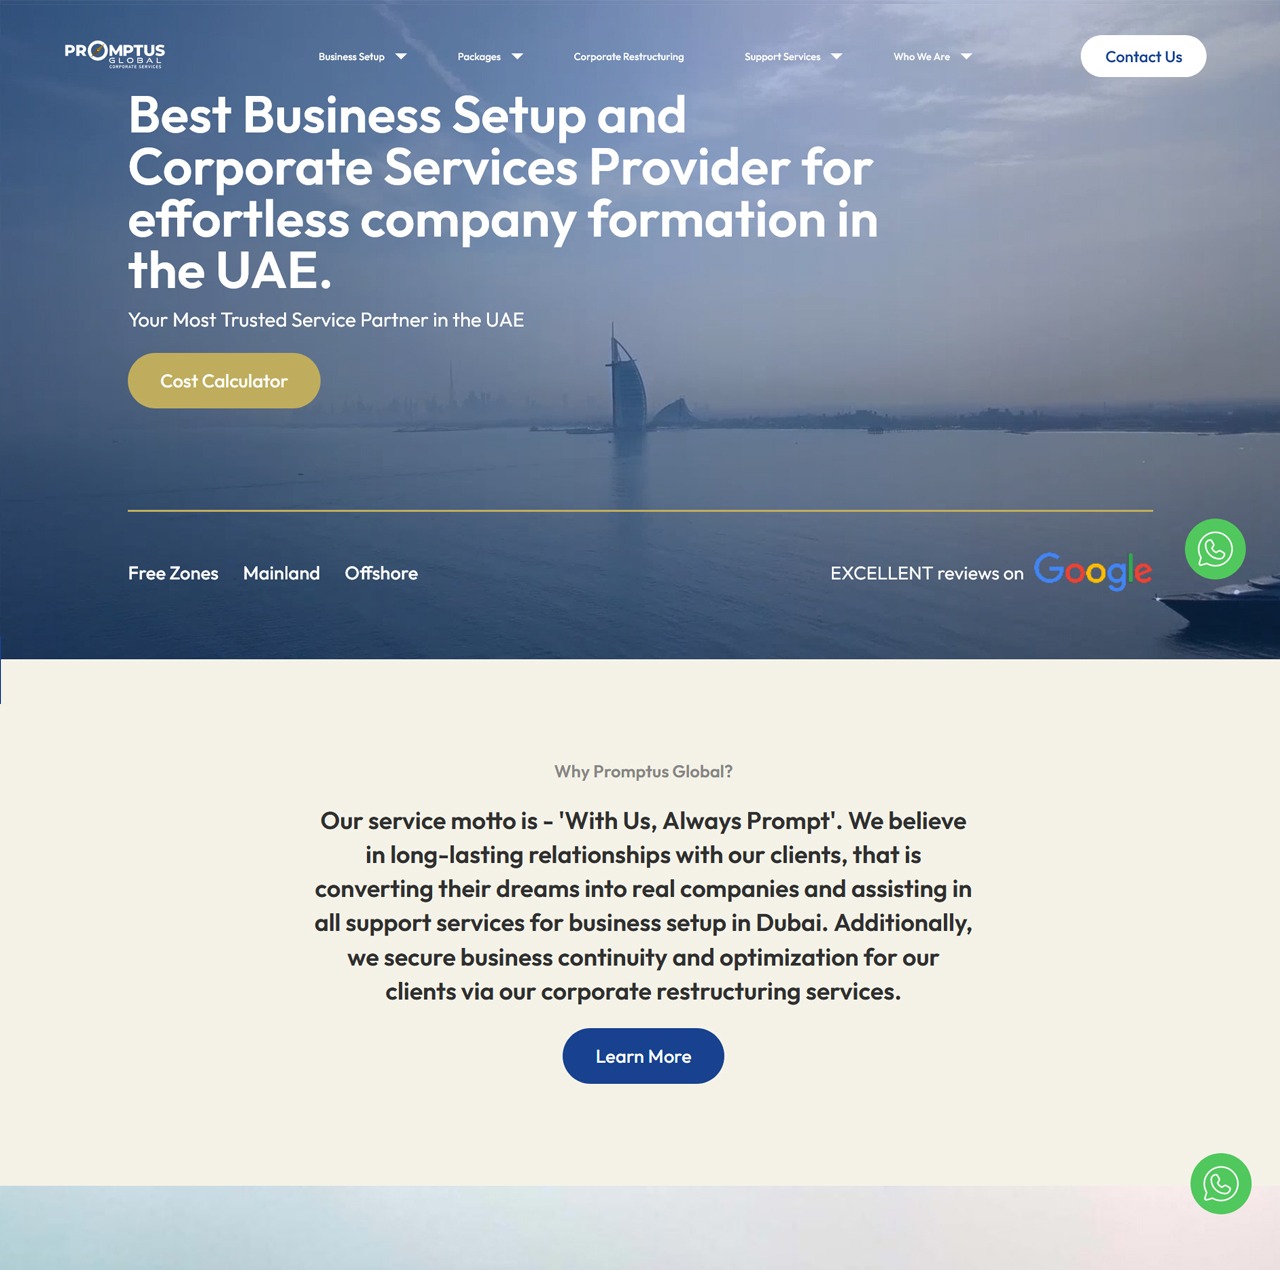 PROMPTUS
GLOBAL
CORPORATE SERVICES
Business Setup
Packages
Corporate Restructuring
Support Services
Who We Are
Contact Us
Best Business Setup and
Corporate Services Provider for
effortless company formation in
the UAE.
Your Most Trusted Service Partner in the UAE
Cost Calculator
Free Zones
Mainland
Offshore
EXCELLENT reviews on Google
Why Promptus Global?
Our service motto is - 'With Us, Always Prompt'. We believe
in long-lasting relationships with our clients, that is
converting their dreams into real companies and assisting in
all support services for business setup in Dubai. Additionally,
we secure business continuity and optimization for our
clients via our corporate restructuring services.
Learn More